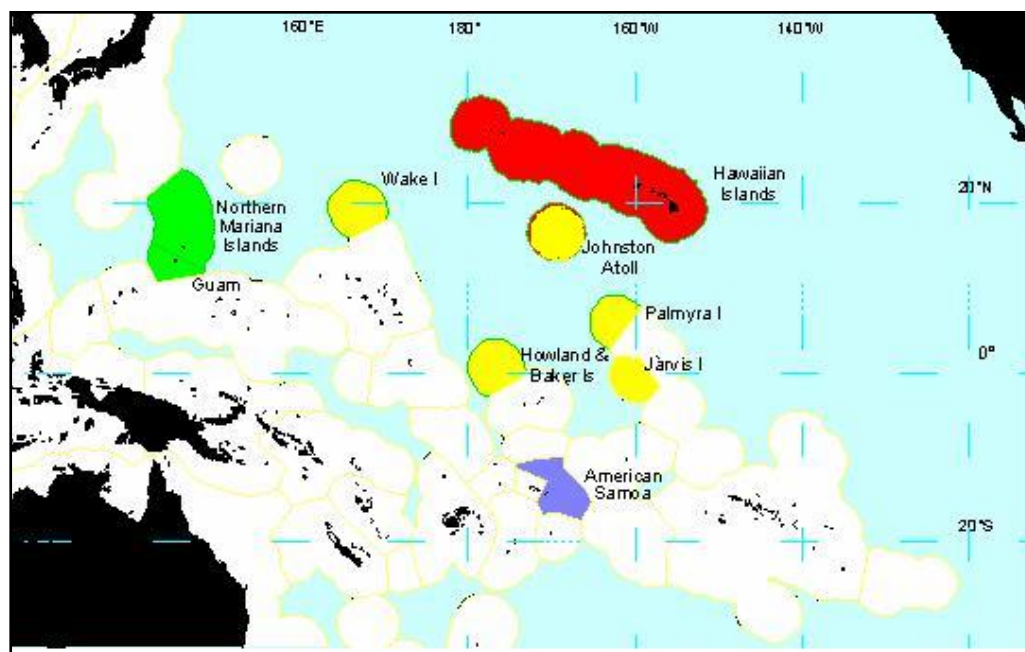 160°E
180°
160°W
140°W
Wake I
Hawaiian
Islands
20°N
Northern
Mariana
Islands
Johnston
Atoll
Guam
Palmyra I
Howland &
Baker Is
Jarvis I
0°
American
Samoa
20°S